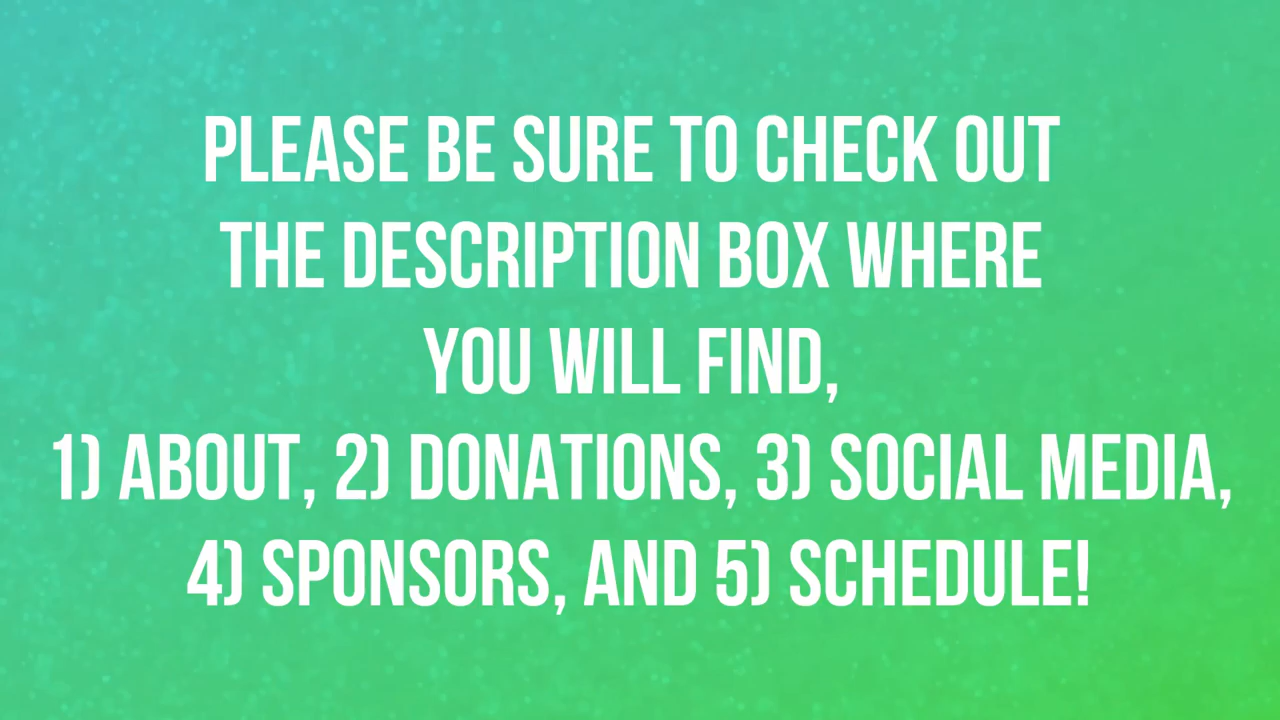 PLEASE BE SURE TO CHECK OUT
THE DESCRIPTION BOX WHERE
YOU WILL FIND,
1) ABOUT, 2) DONATIONS, 3) SOCIAL MEDIA,
4) SPONSORS, AND 5) SCHEDULE!